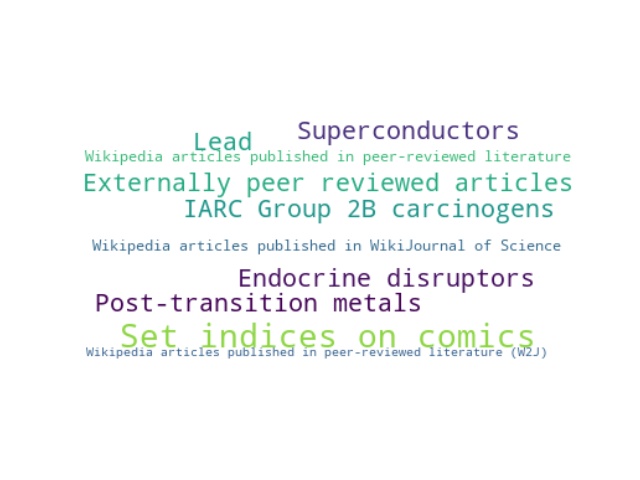 Superconductors
Lead
Wikipedia articles published in peer-reviewed literature
Externally peer reviewed articles
IARC Group 2B carcinogens
Wikipedia articles published in WikiJournal of Science
Endocrine disruptors
Post-transition metals
Set indices on comics
Wikipedia articles published in peer-reviewed literature (W2J)